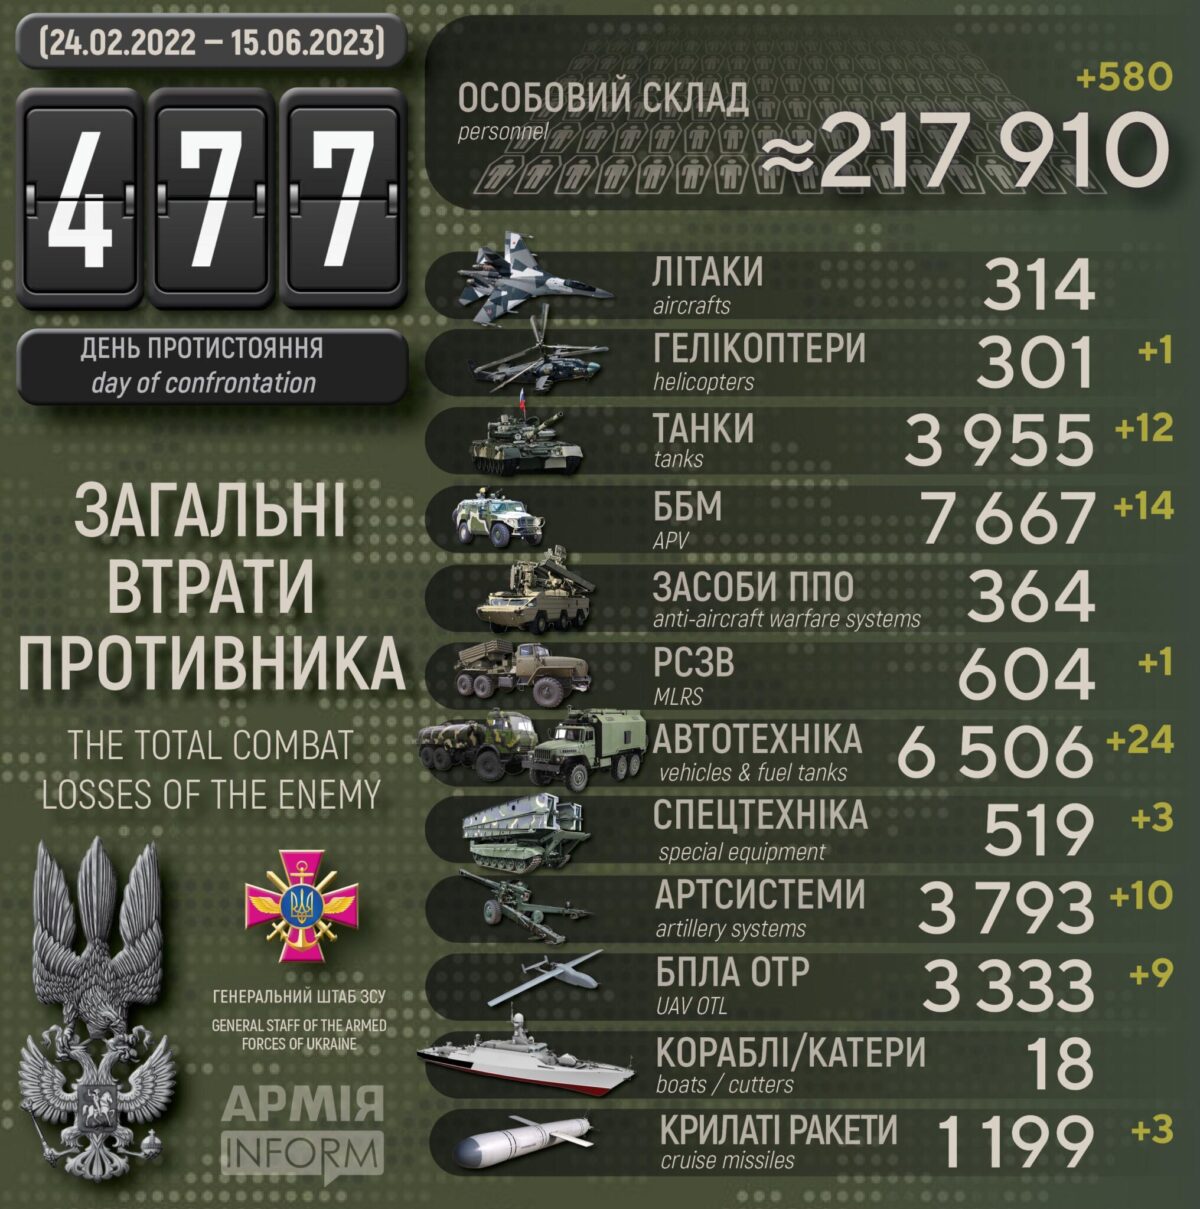 (24.02.2022 – 15.06.2023)
477
ДЕНЬ ПРОТИСТОЯННЯ
day of confrontation
ЗАГАЛЬНІ
ВТРАТИ
ПРОТИВНИКА
THE TOTAL COMBAT
LOSSES OF THE ENEMY
ГЕНЕРАЛЬНИЙ ШТАБ ЗСУ
GENERAL STAFF OF THE ARMED
FORCES OF UKRAINE
АРМІЯ
INFORM
+580
ОСОБОВИЙ СКЛАД
personnel
≈217 910
ЛІТАКИ 314
aircrafts
ГЕЛІКОПТЕРИ 301 +1
helicopters
ТАНКИ 3 955 +12
tanks
ББМ 7 667 +14
APV
ЗАСОБИ ППО 364
anti-aircraft warfare systems
РСЗВ 604 +1
MLRS
АВТОТЕХНІКА 6 506 +24
vehicles & fuel tanks
СПЕЦТЕХНІКА 519 +3
special equipment
АРТСИСТЕМИ 3 793 +10
artillery systems
БПЛА ОТР 3 333 +9
UAV OTL
КОРАБЛІ/КАТЕРИ 18
boats / cutters
КРИЛАТІ РАКЕТИ 1 199 +3
cruise missiles